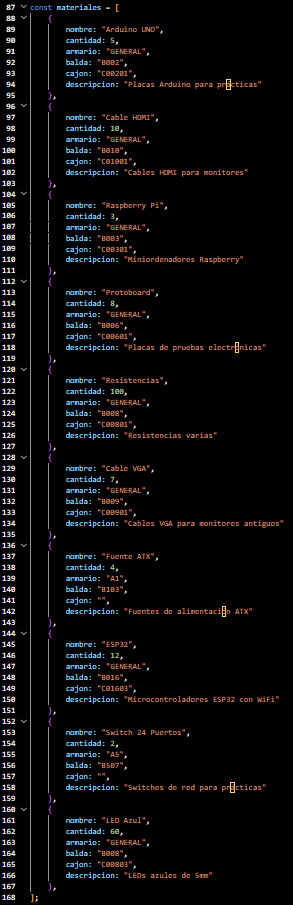 87 const materiales = [
88 {
89 nombre: "Arduino UNO",
90 cantidad: 5,
91 armario: "GENERAL",
92 balda: "B002",
93 cajon: "C00201",
94 descripcion: "Placas Arduino para prácticas"
95 },
96 {
97 nombre: "Cable HDMI",
98 cantidad: 10,
99 armario: "GENERAL",
100 balda: "B010",
101 cajon: "C01001",
102 descripcion: "Cables HDMI para monitores"
103 },
104 {
105 nombre: "Raspberry Pi",
106 cantidad: 3,
107 armario: "GENERAL",
108 balda: "B003",
109 cajon: "C00301",
110 descripcion: "Miniordenadores Raspberry"
111 },
112 {
113 nombre: "Protoboard",
114 cantidad: 8,
115 armario: "GENERAL",
116 balda: "B006",
117 cajon: "C00601",
118 descripcion: "Placas de pruebas electrónicas"
119 },
120 {
121 nombre: "Resistencias",
122 cantidad: 100,
123 armario: "GENERAL",
124 balda: "B008",
125 cajon: "C00801",
126 descripcion: "Resistencias varias"
127 },
128 {
129 nombre: "Cable VGA",
130 cantidad: 7,
131 armario: "GENERAL",
132 balda: "B009",
133 cajon: "C00901",
134 descripcion: "Cables VGA para monitores antiguos"
135 },
136 {
137 nombre: "Fuente ATX",
138 cantidad: 4,
139 armario: "A1",
140 balda: "B103",
141 cajon: "",
142 descripcion: "Fuentes de alimentación ATX"
143 },
144 {
145 nombre: "ESP32",
146 cantidad: 12,
147 armario: "GENERAL",
148 balda: "B016",
149 cajon: "C01603",
150 descripcion: "Microcontroladores ESP32 con WiFi"
151 },
152 {
153 nombre: "Switch 24 Puertos",
154 cantidad: 2,
155 armario: "A5",
156 balda: "B507",
157 cajon: "",
158 descripcion: "Switches de red para prácticas"
159 },
160 {
161 nombre: "LED Azul",
162 cantidad: 60,
163 armario: "GENERAL",
164 balda: "B008",
165 cajon: "C00803",
166 descripcion: "LEDs azules de 5mm"
167 },
168 ];